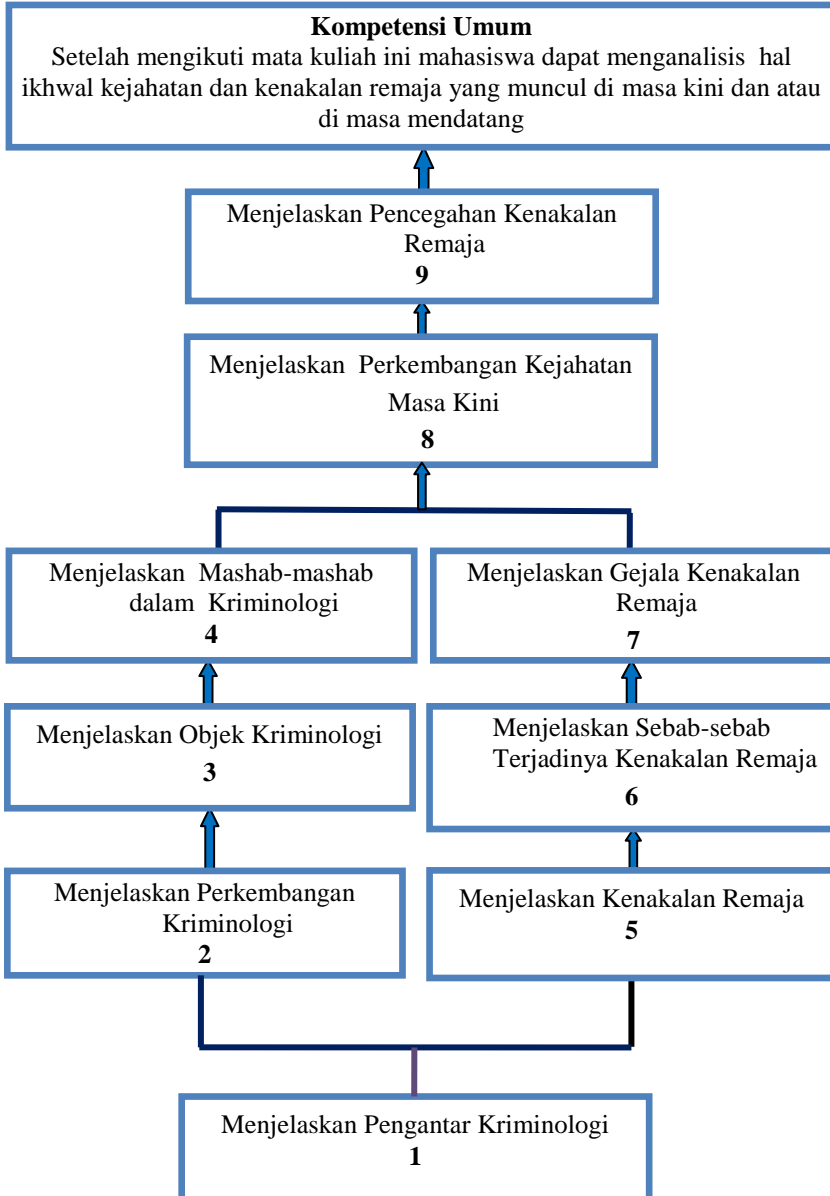 Kompetensi Umum
Setelah mengikuti mata kuliah ini mahasiswa dapat menganalisis hal
ikhwal kejahatan dan kenakalan remaja yang muncul di masa kini dan atau
di masa mendatang
Menjelaskan Pencegahan Kenakalan
Remaja
9
Menjelaskan Perkembangan Kejahatan
Masa Kini
8
Menjelaskan Mashab-mashab
dalam Kriminologi
4
Menjelaskan Gejala Kenakalan
Remaja
7
Menjelaskan Objek Kriminologi
3
Menjelaskan Sebab-sebab
Terjadinya Kenakalan Remaja
6
Menjelaskan Perkembangan
Kriminologi
2
Menjelaskan Kenakalan Remaja
5
Menjelaskan Pengantar Kriminologi
1